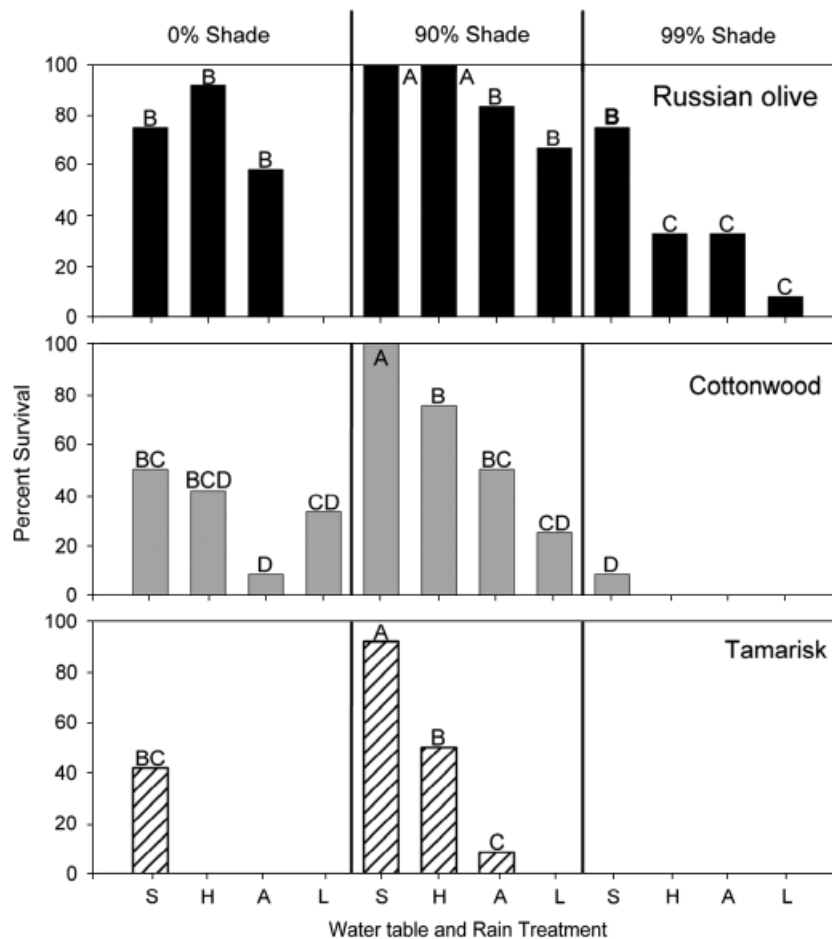 0% Shade 90% Shade 99% Shade
Percent Survival
100
80
60
40
20
0
Russian olive
B B B A A B B B C C C
100
80
60
40
20
0
Cottonwood
BC BCD D CD A B BC CD D
100
80
60
40
20
0
Tamarisk
BC A B C
S H A L S H A L S H A L
Water table and Rain Treatment